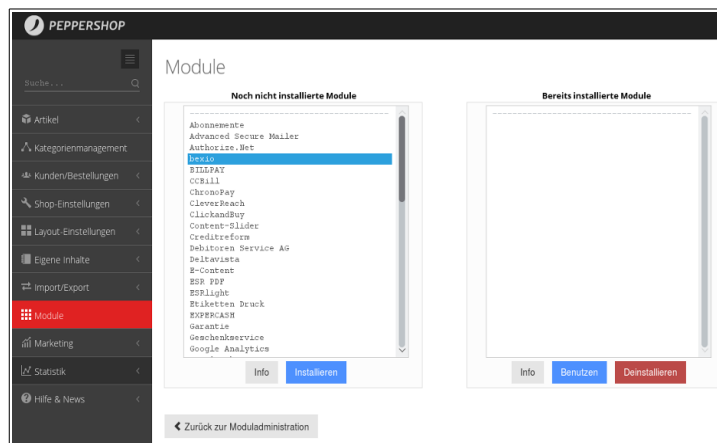 PEPPERSHOP
Suche...
Artikel
Kategorienmanagement
Kunden/Bestellungen
Shop-Einstellungen
Layout-Einstellungen
Eigene Inhalte
Import/Export
Module
Marketing
Statistik
Hilfe & News
Module
Noch nicht installierte Module
Abonnemente
Advanced Secure Mailer
Authorize.Net
bexio
BILLPAY
CCBill
ChronoPay
CleverReach
ClickandBuy
Content-Slider
Creditreform
Debitoren Service AG
Deltavista
E-Content
ESR PDF
ESRlight
Etiketten Druck
EXPERCASH
Garantie
Geschenkservice
Google Analytics
Info
Installieren
Bereits installierte Module
Info
Benutzen
Deinstallieren
Zurück zur Moduladministration